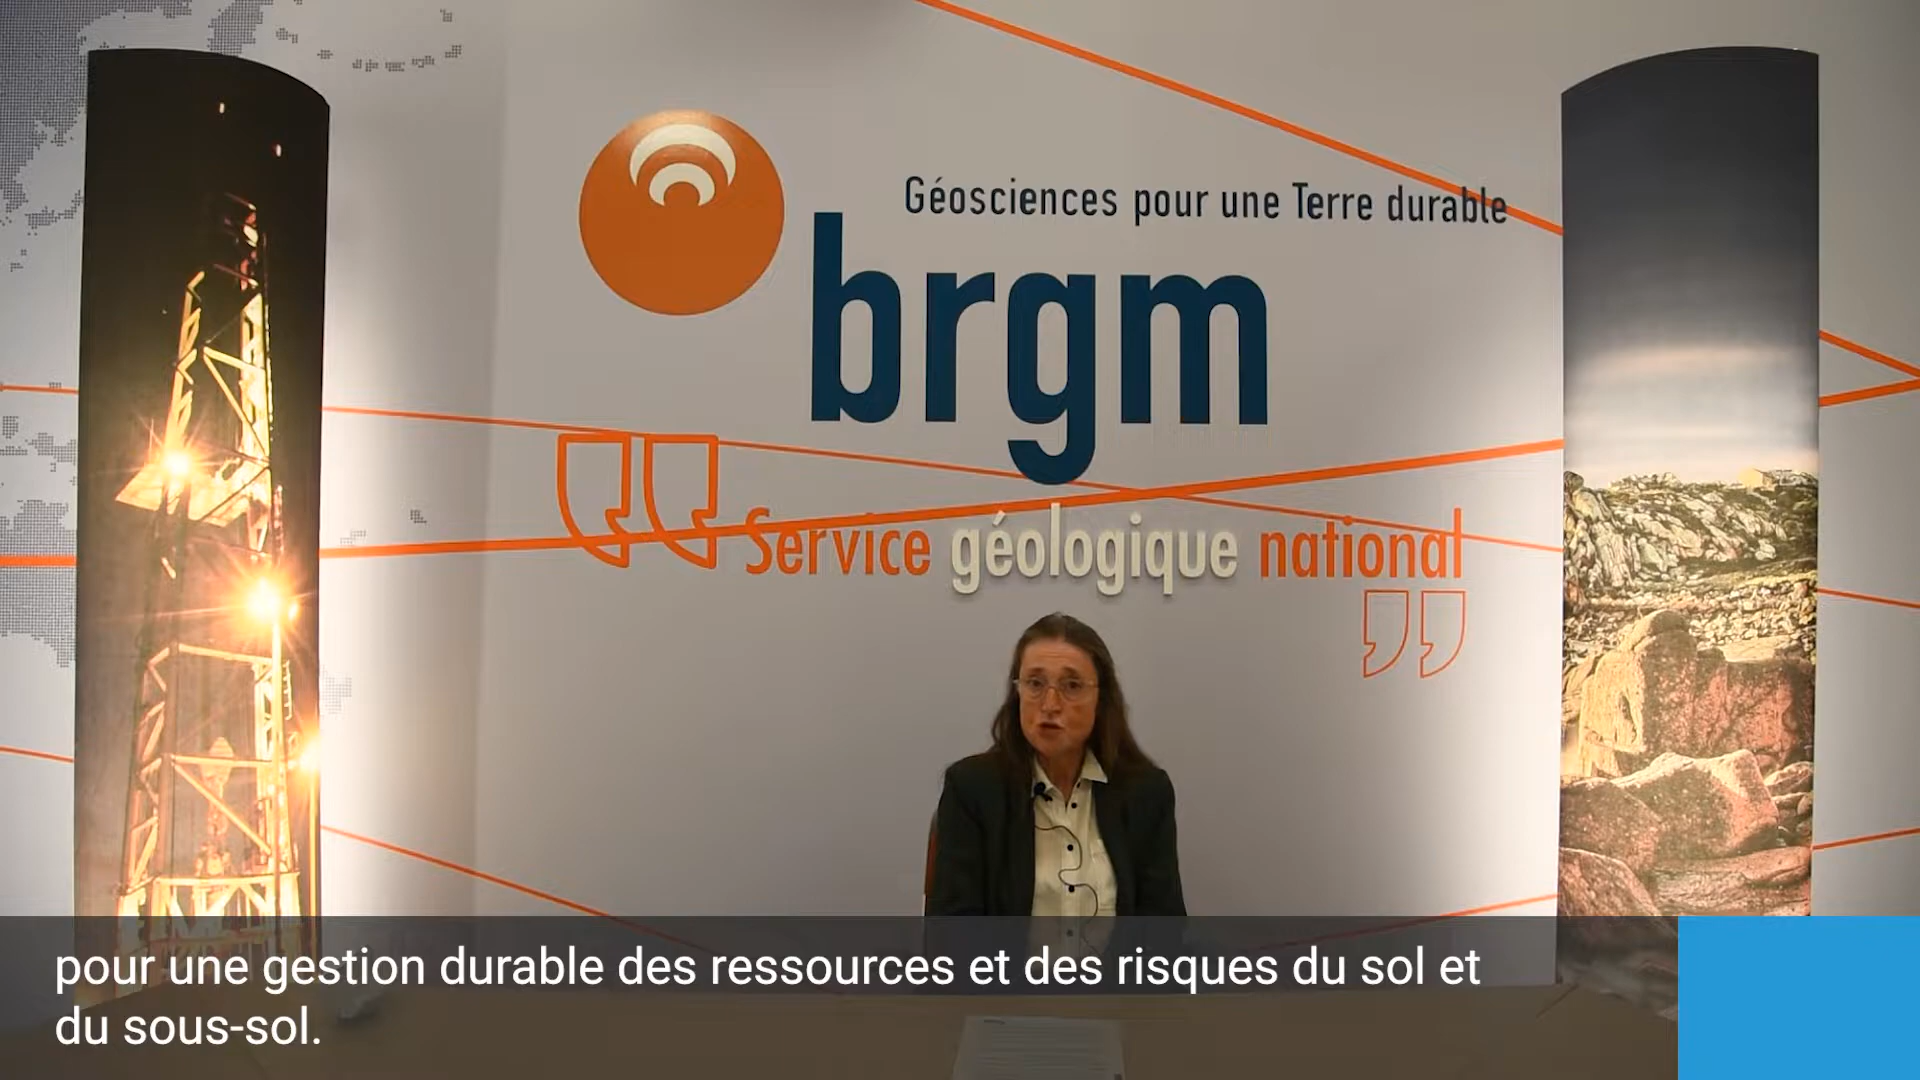 Géosciences pour une Terre durable
brgm
Service géologique national
pour une gestion durable des ressources et des risques du sol et
du sous-sol.